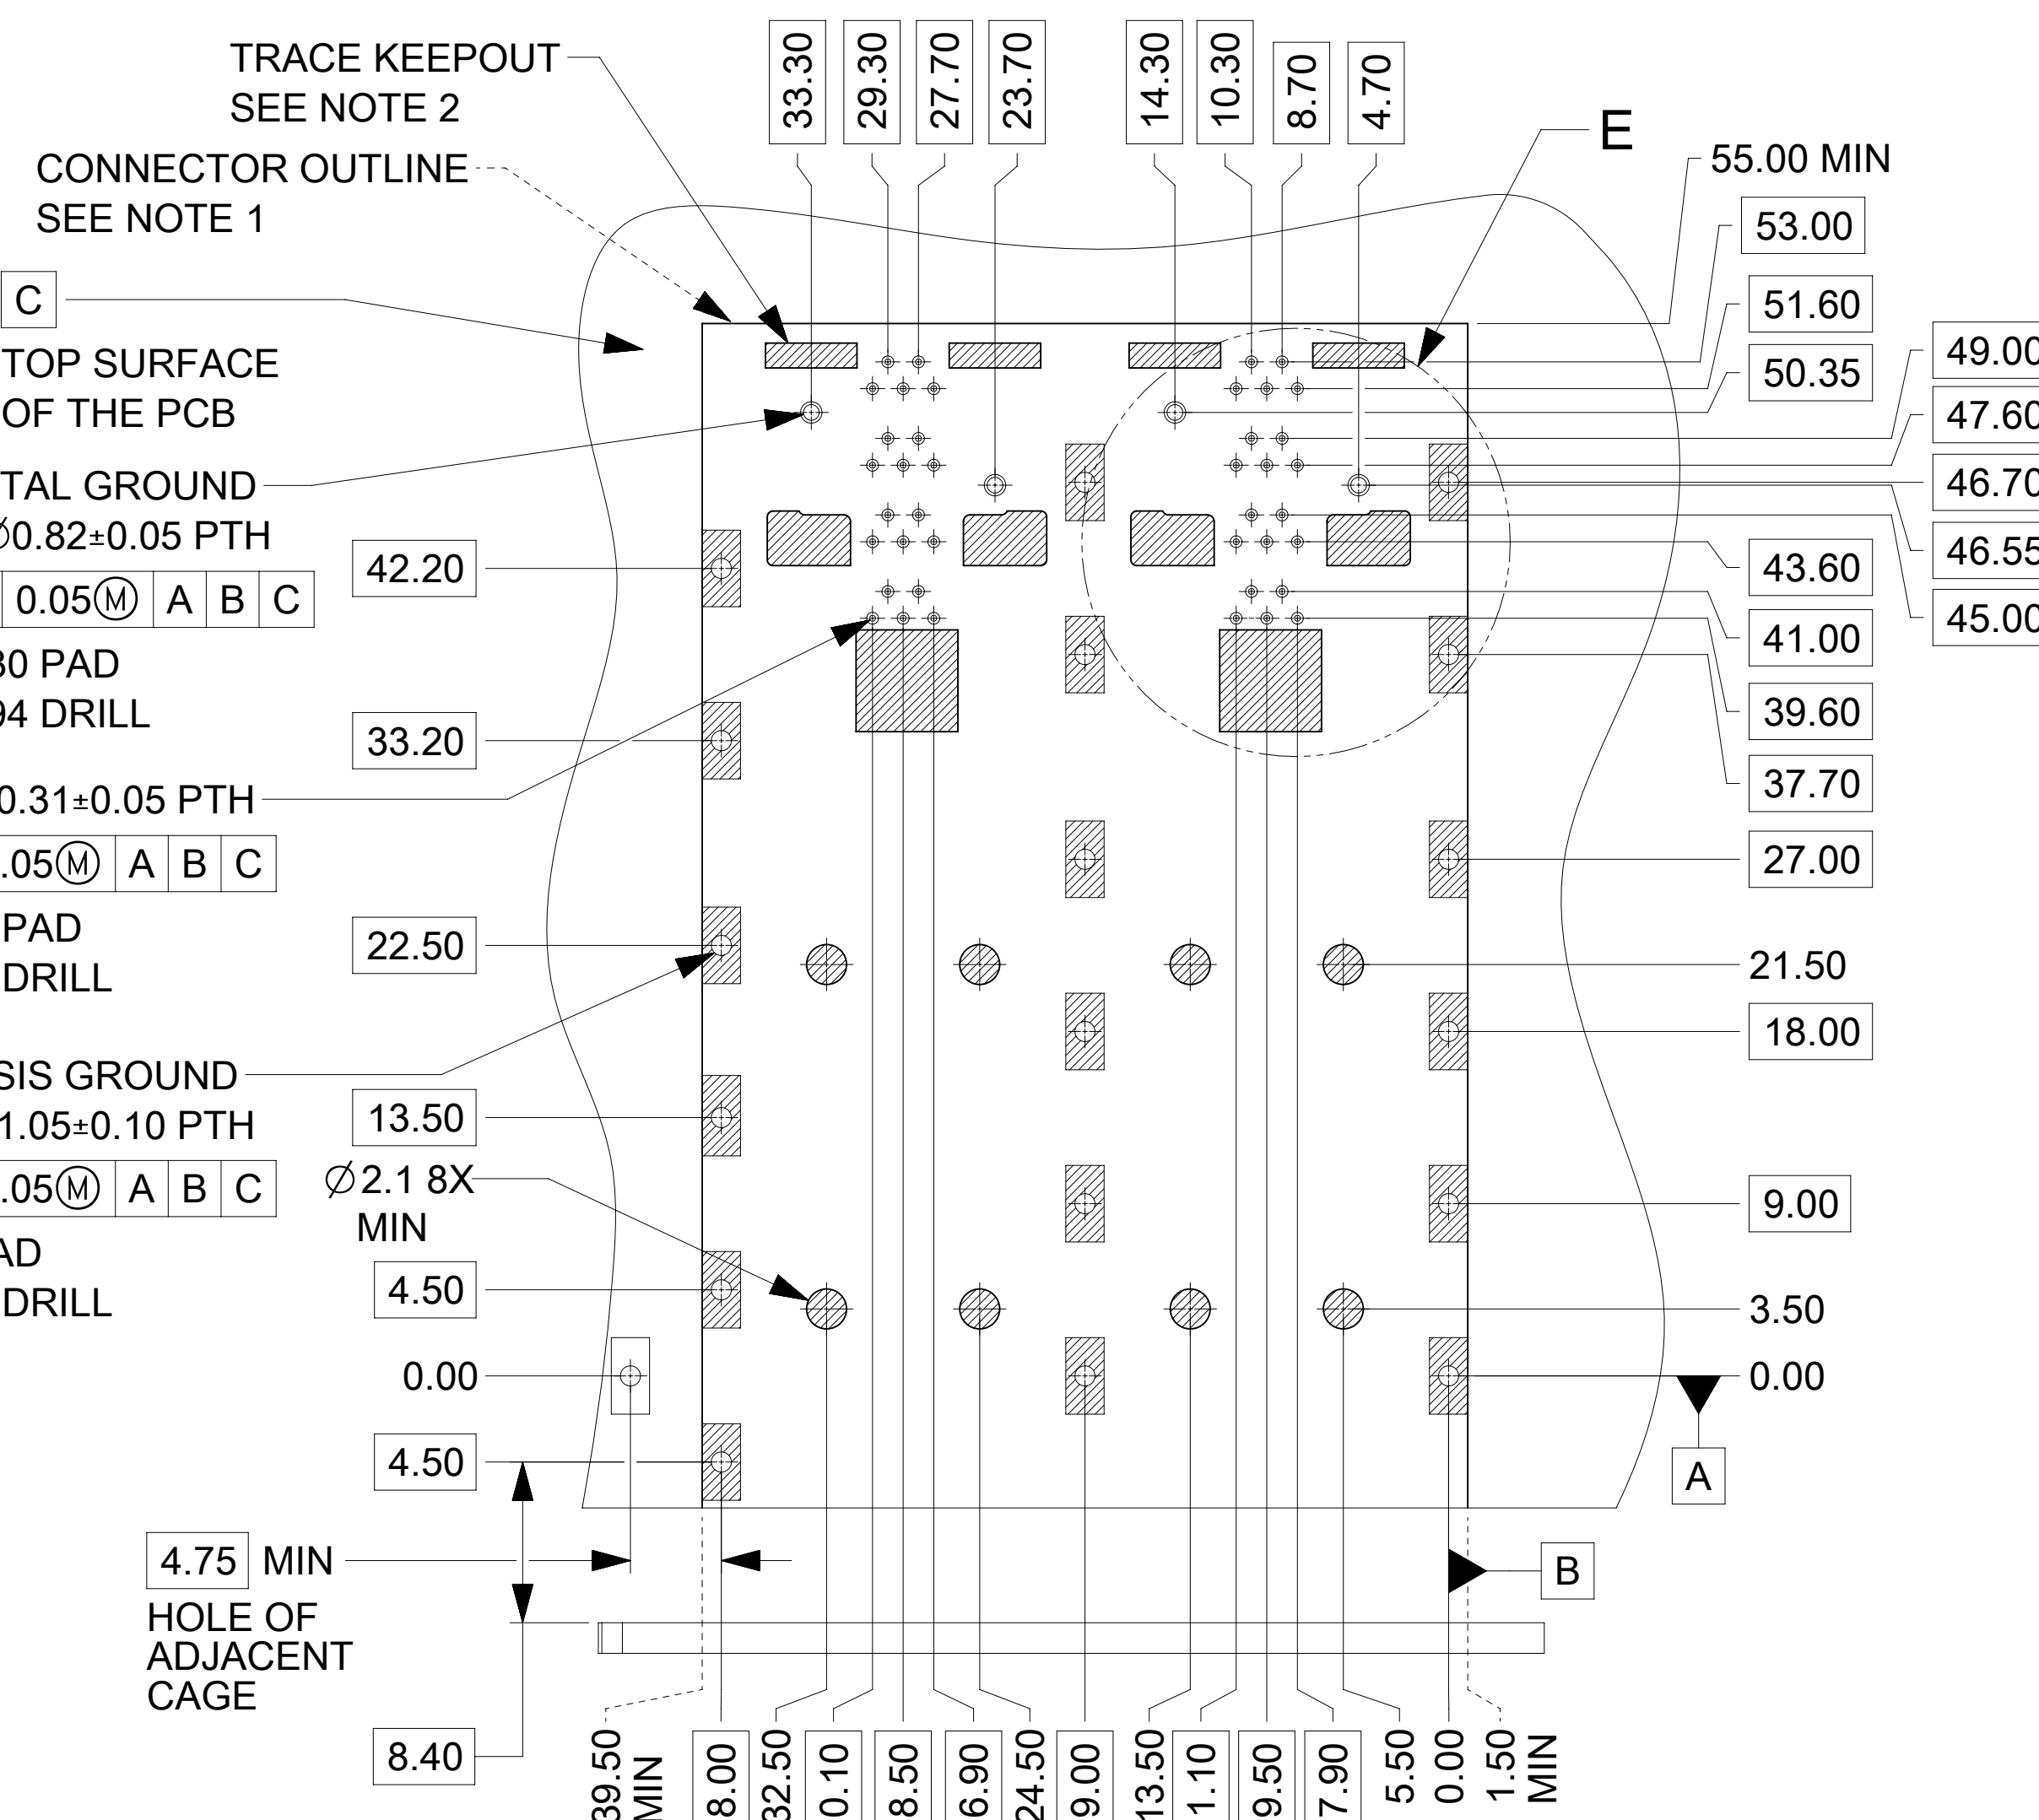 TRACE KEEPOUT
SEE NOTE 2
CONNECTOR OUTLINE
SEE NOTE 1
C
TOP SURFACE
OF THE PCB
TAL GROUND
Ø0.82±0.05 PTH
0.05Ⓜ A B C
30 PAD
94 DRILL
0.31±0.05 PTH
.05Ⓜ A B C
PAD
DRILL
SIS GROUND
1.05±0.10 PTH
.05Ⓜ A B C
AD
DRILL
33.30
29.30
27.70
23.70
14.30
10.30
8.70
4.70
E
55.00 MIN
53.00
51.60
50.35
49.00
47.60
46.70
46.55
45.00
43.60
41.00
39.60
37.70
27.00
21.50
18.00
9.00
3.50
0.00
A
B
42.20
33.20
22.50
13.50
Ø2.1 8X
MIN
4.50
0.00
4.50
4.75 MIN
HOLE OF
ADJACENT
CAGE
8.40
39.50
MIN
8.00
32.50
0.10
8.50
6.90
24.50
9.00
13.50
1.10
9.50
7.90
5.50
0.00
1.50
MIN